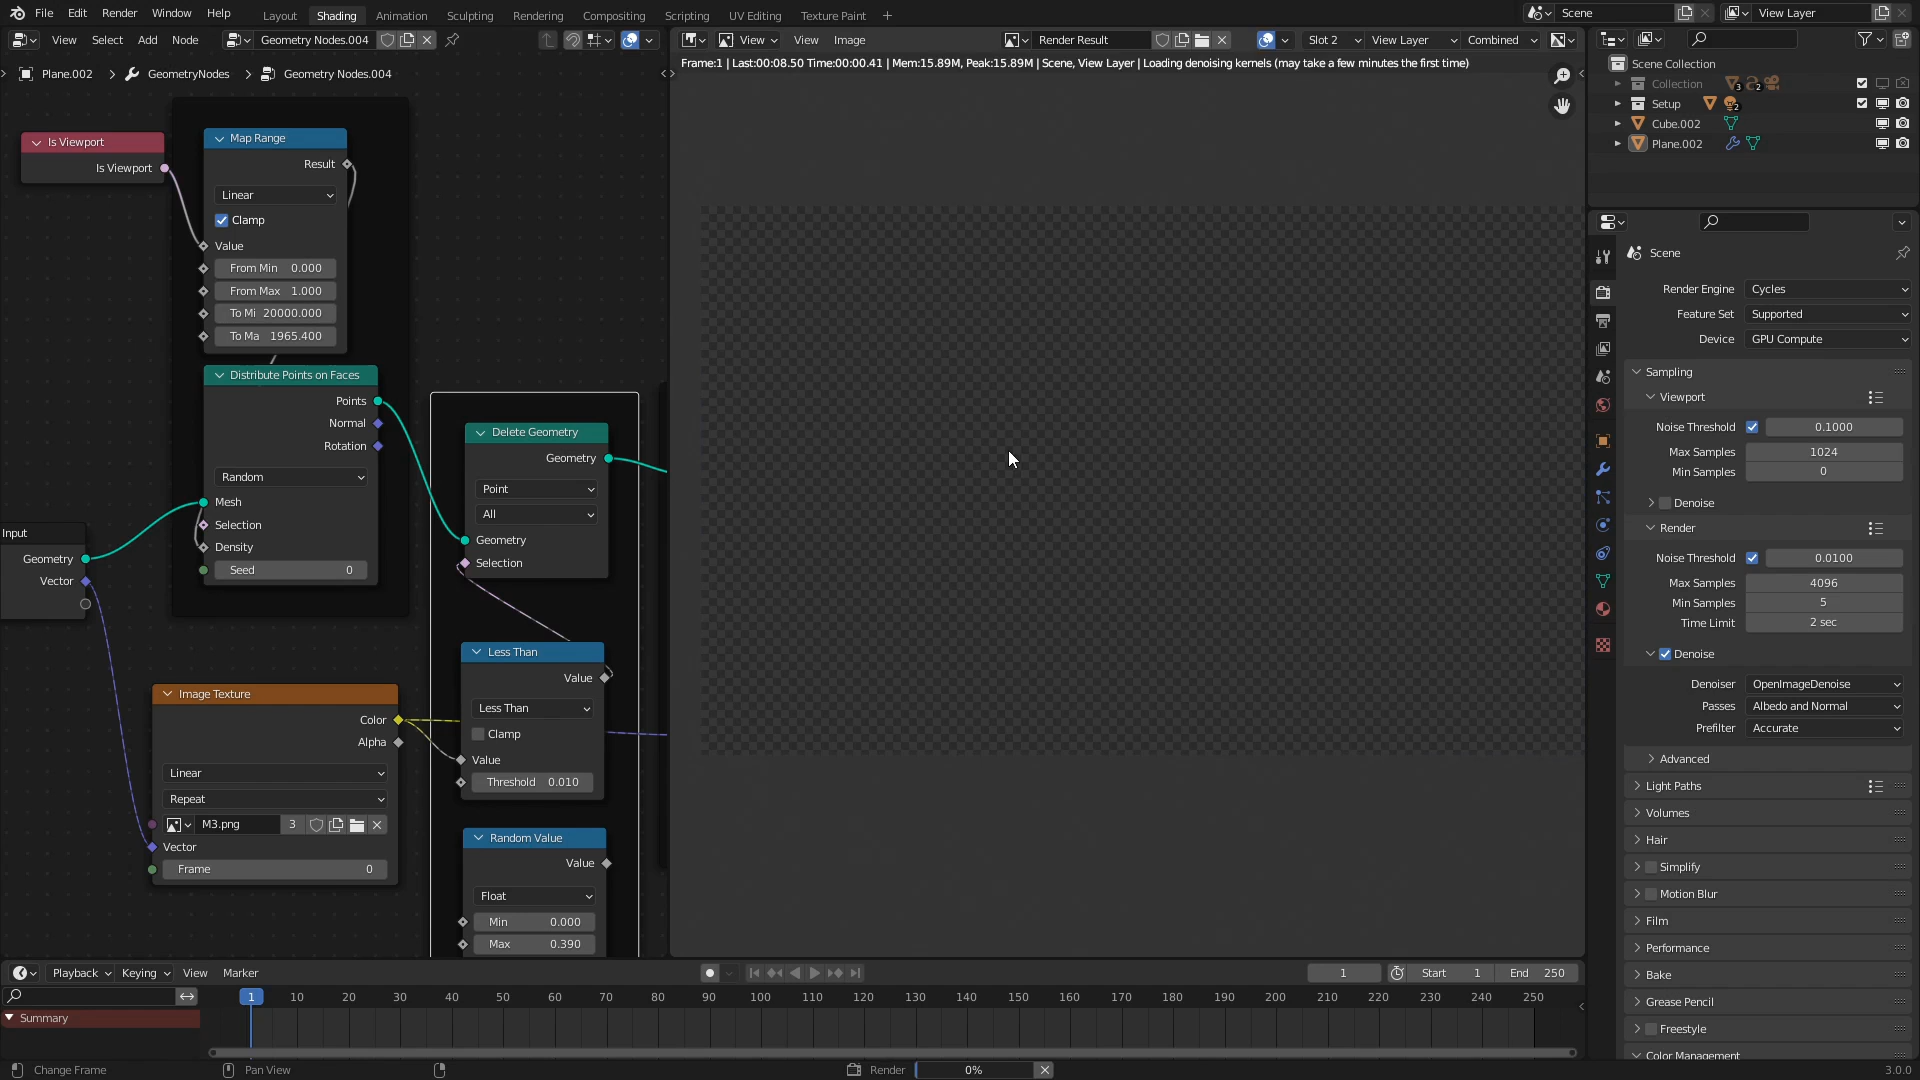 File Edit Render Window Help
Layout Shading Animation Sculpting Rendering Compositing Scripting UV Editing Texture Paint +
Scene
View Layer
View Select Add Node
Geometry Nodes.004
View
View Image
Render Result
Slot 2
View Layer
Combined
Plane.002 > GeometryNodes > Geometry Nodes.004
Frame:1 | Last:00:08.50 Time:00:00.41 | Mem:15.89M, Peak:15.89M | Scene, View Layer | Loading denoising kernels (may take a few minutes the first time)
Is Viewport
Is Viewport
Map Range
Result
Linear
Clamp
Value
From Min 0.000
From Max 1.000
To Mi 20000.000
To Ma 1965.400
Distribute Points on Faces
Points
Normal
Rotation
Random
Mesh
Selection
Density
Seed 0
Input
Geometry
Vector
Delete Geometry
Geometry
Point
All
Geometry
Selection
Less Than
Value
Less Than
Clamp
Value
Threshold 0.010
Image Texture
Color
Alpha
Linear
Repeat
M3.png 3
Vector
Frame 0
Random Value
Value
Float
Min 0.000
Max 0.390
Scene Collection
Collection 3 2
Setup 2
Cube.002
Plane.002
Scene
Render Engine Cycles
Feature Set Supported
Device GPU Compute
Sampling
Viewport
Noise Threshold 0.1000
Max Samples 1024
Min Samples 0
Denoise
Render
Noise Threshold 0.0100
Max Samples 4096
Min Samples 5
Time Limit 2 sec
Denoise
Denoiser OpenImageDenoise
Passes Albedo and Normal
Prefilter Accurate
Advanced
Light Paths
Volumes
Hair
Simplify
Motion Blur
Film
Performance
Bake
Grease Pencil
Freestyle
Color Management
Playback Keying View Marker
1
Start 1
End 250
1 10 20 30 40 50 60 70 80 90 100 110 120 130 140 150 160 170 180 190 200 210 220 230 240 250
Summary
Change Frame
Pan View
Render 0%
3.0.0